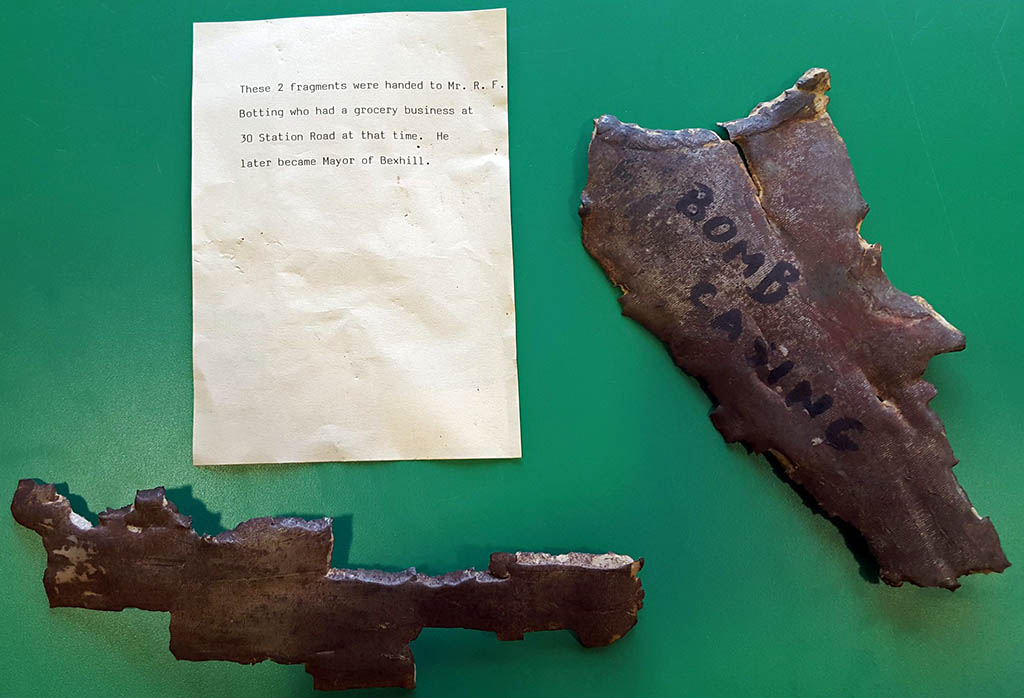 These 2 fragments were handed to Mr. R. F.
Botting who had a grocery business at
30 Station Road at that time. He
later became Mayor of Bexhill.
BOMB
CASING